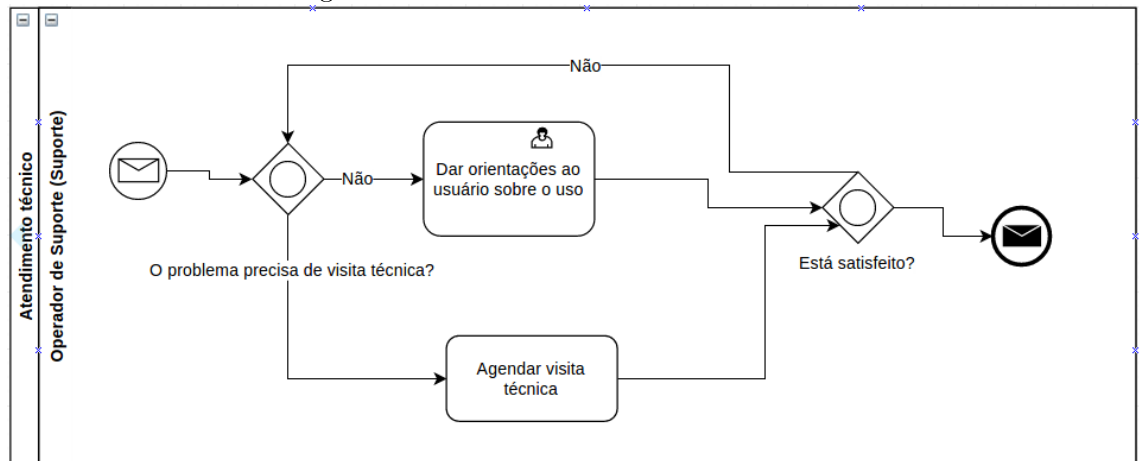 Atendimento técnico
Operador de Suporte (Suporte)
Não
Não
Dar orientações ao
usuário sobre o uso
O problema precisa de visita técnica?
Está satisfeito?
Agendar visita
técnica